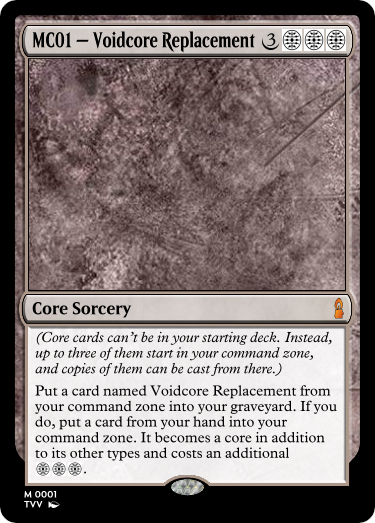 MC01 – Voidcore Replacement 3
Core Sorcery
(Core cards can't be in your starting deck. Instead,
up to three of them start in your command zone,
and copies of them can be cast from there.)
Put a card named Voidcore Replacement from
your command zone into your graveyard. If you
do, put a card from your hand into your
command zone. It becomes a core in addition
to its other types and costs an additional
.
M 0001
TVV